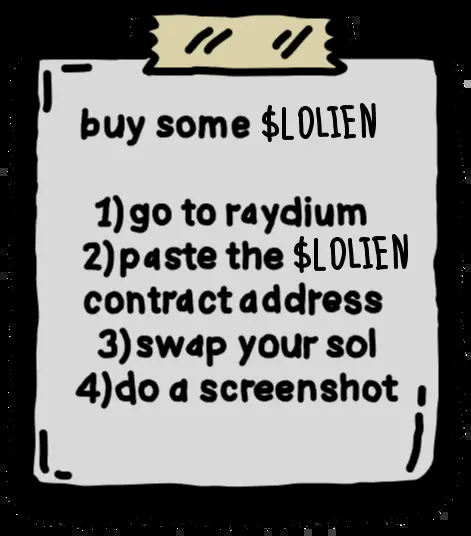 buy some $LOLIEN
1)go to raydium
2)paste the $LOLIEN
contract address
3)swap your sol
4)do a screenshot